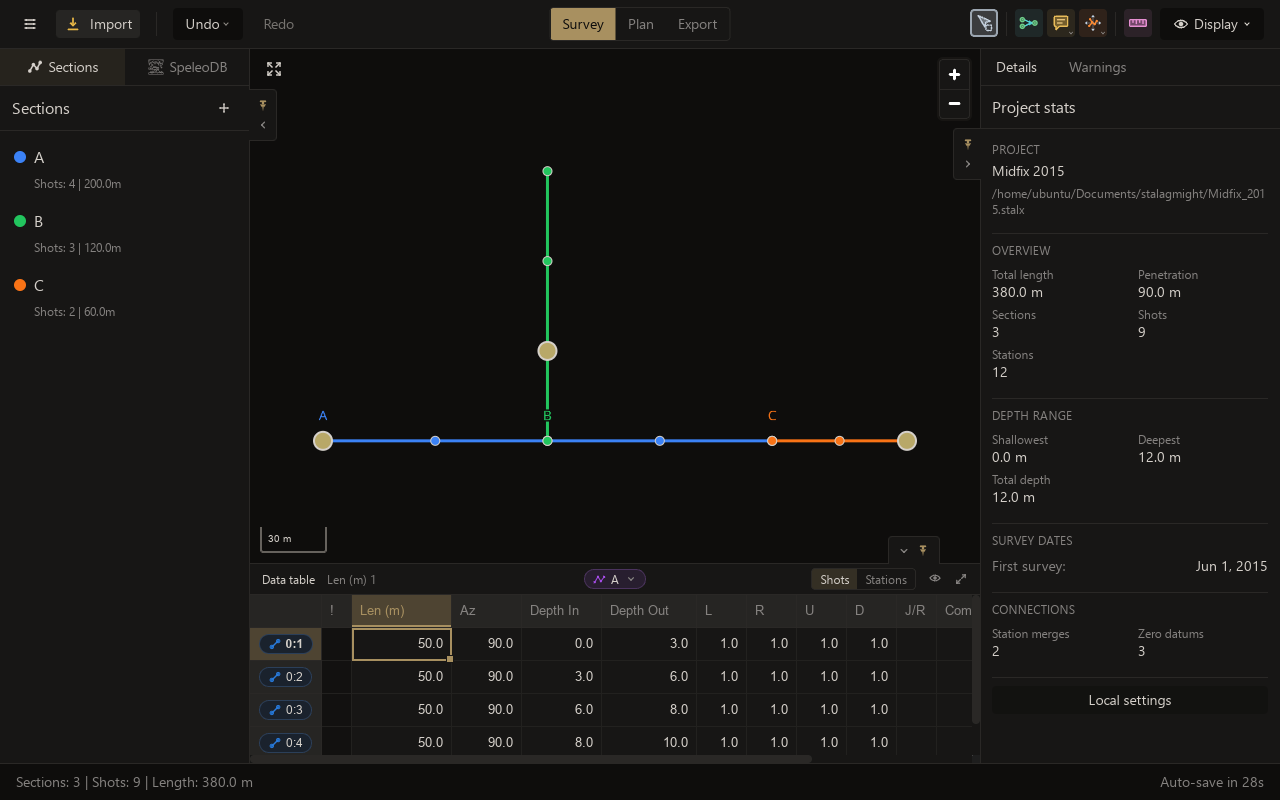 Import
Undo
Redo
Survey
Plan
Export
Display
Sections
SpeleoDB
Sections
A
Shots: 4 | 200.0m
B
Shots: 3 | 120.0m
C
Shots: 2 | 60.0m
A
B
C
30 m
Data table
Len (m) 1
A
Shots
Stations
! Len (m) Az Depth In Depth Out L R U D J/R Com
0:1 50.0 90.0 0.0 3.0 1.0 1.0 1.0 1.0
0:2 50.0 90.0 3.0 6.0 1.0 1.0 1.0 1.0
0:3 50.0 90.0 6.0 8.0 1.0 1.0 1.0 1.0
0:4 50.0 90.0 8.0 10.0 1.0 1.0 1.0 1.0
Details
Warnings
Project stats
PROJECT
Midfix 2015
/home/ubuntu/Documents/stalagmight/Midfix_201
5.stalx
OVERVIEW
Total length Penetration
380.0 m 90.0 m
Sections Shots
3 9
Stations
12
DEPTH RANGE
Shallowest Deepest
0.0 m 12.0 m
Total depth
12.0 m
SURVEY DATES
First survey: Jun 1, 2015
CONNECTIONS
Station merges Zero datums
2 3
Local settings
Sections: 3 | Shots: 9 | Length: 380.0 m
Auto-save in 28s